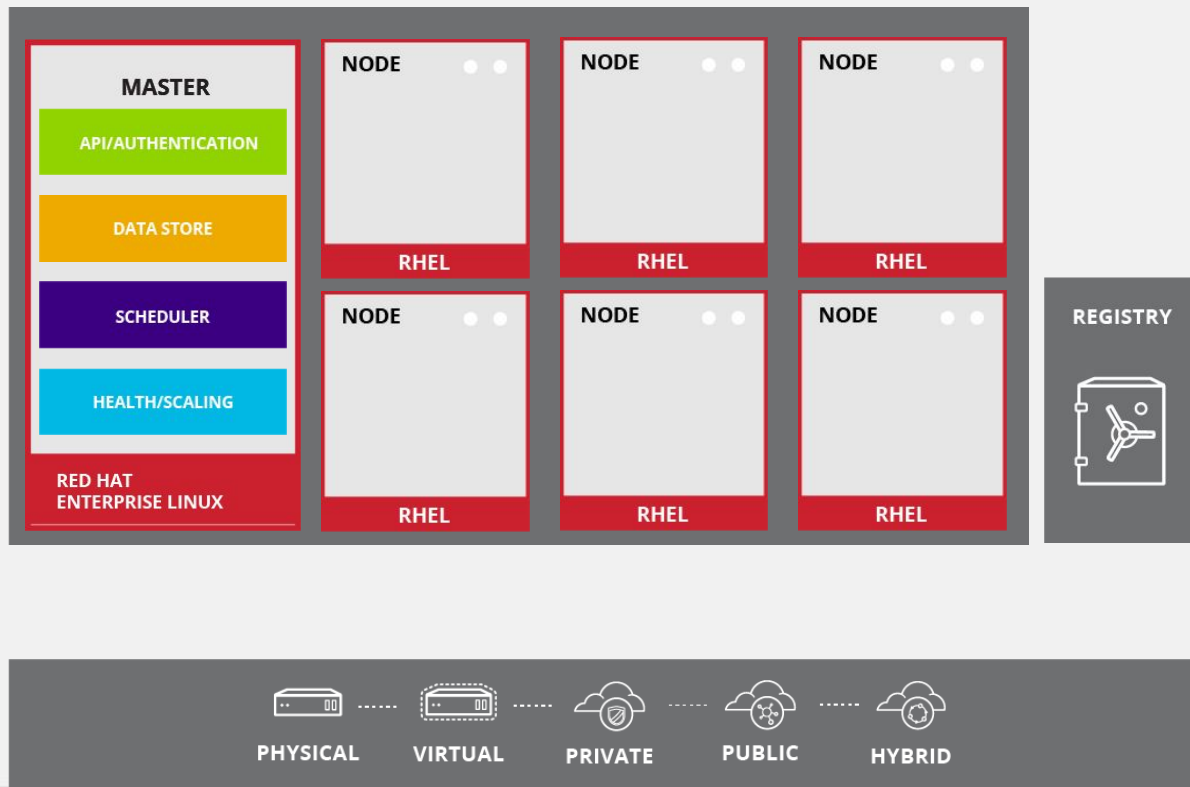 MASTER
API/AUTHENTICATION
DATA STORE
SCHEDULER
HEALTH/SCALING
RED HAT
ENTERPRISE LINUX
NODE
RHEL
NODE
RHEL
NODE
RHEL
NODE
RHEL
NODE
RHEL
NODE
RHEL
REGISTRY
PHYSICAL
VIRTUAL
PRIVATE
PUBLIC
HYBRID